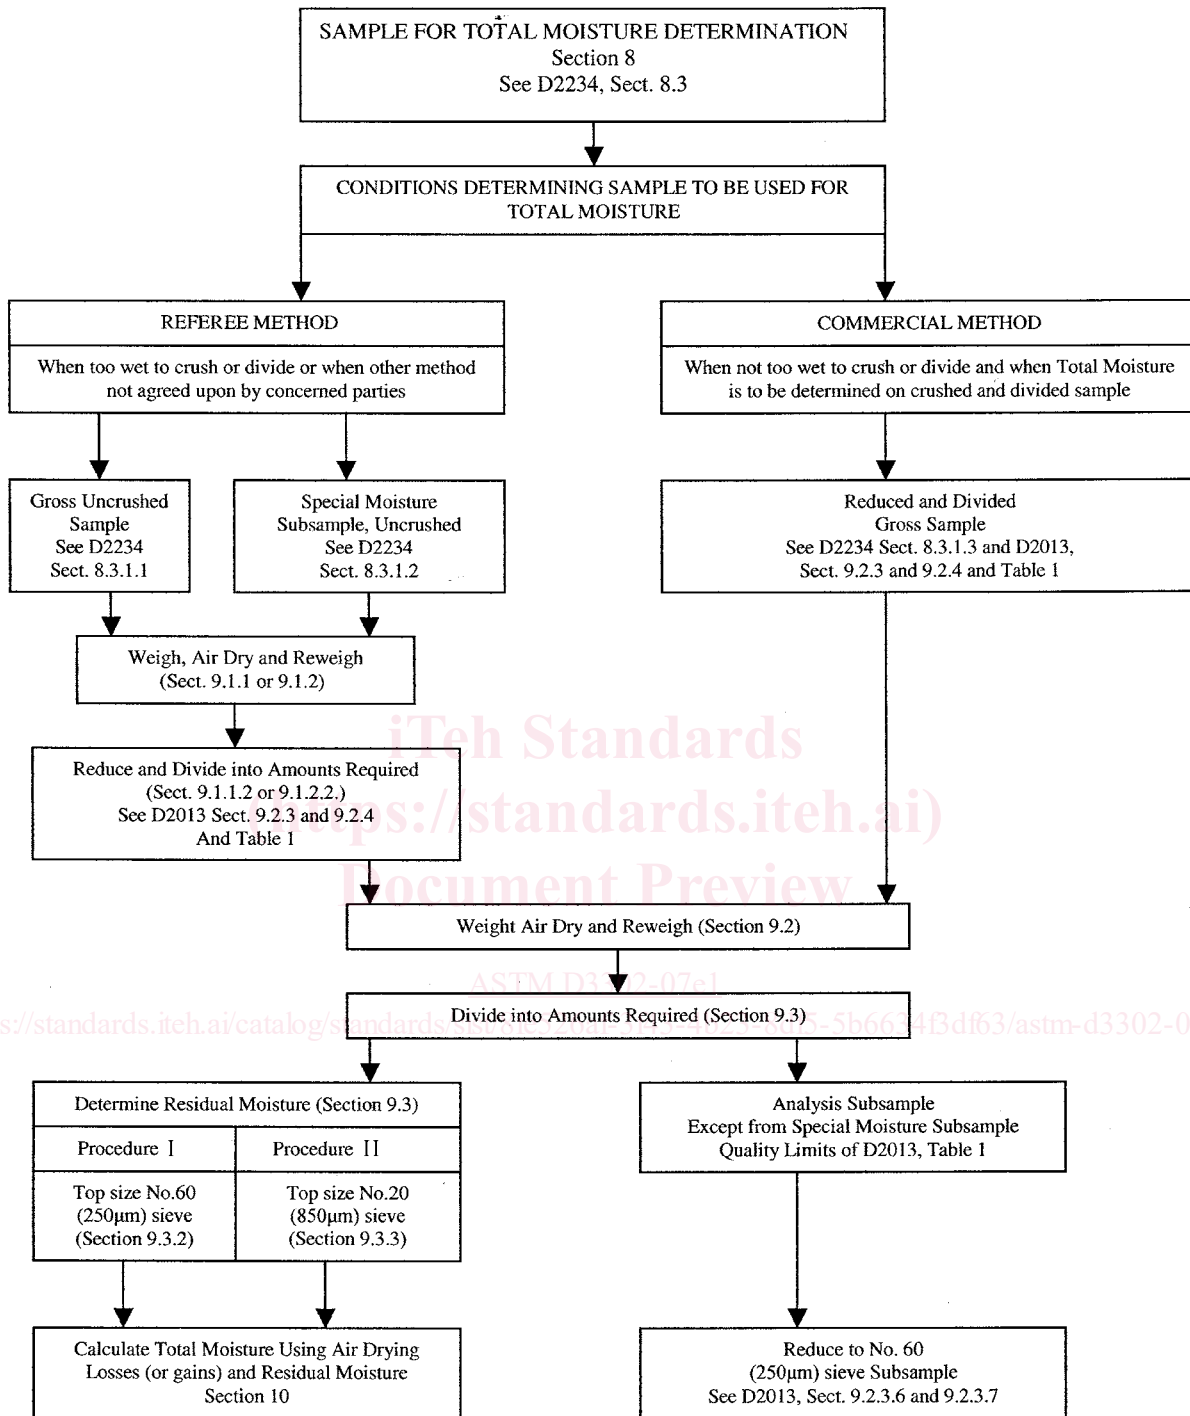 SAMPLE FOR TOTAL MOISTURE DETERMINATION
Section 8
See D2234, Sect. 8.3
CONDITIONS DETERMINING SAMPLE TO BE USED FOR
TOTAL MOISTURE
REFEREE METHOD
When too wet to crush or divide or when other method
not agreed upon by concerned parties
COMMERCIAL METHOD
When not too wet to crush or divide and when Total Moisture
is to be determined on crushed and divided sample
Gross Uncrushed
Sample
See D2234
Sect. 8.3.1.1
Special Moisture
Subsample, Uncrushed
See D2234
Sect. 8.3.1.2
Reduced and Divided
Gross Sample
See D2234 Sect. 8.3.1.3 and D2013,
Sect. 9.2.3 and 9.2.4 and Table 1
Weigh, Air Dry and Reweigh
(Sect. 9.1.1 or 9.1.2)
iTeh Standards
(https://standards.iteh.ai)
Document Preview
Reduce and Divide into Amounts Required
(Sect. 9.1.1.2 or 9.1.2.2.)
See D2013 Sect. 9.2.3 and 9.2.4
And Table 1
Weight Air Dry and Reweigh (Section 9.2)
ASTM D3302-07e1
Divide into Amounts Required (Section 9.3)
Determine Residual Moisture (Section 9.3)
Procedure I
Top size No.60
(250µm) sieve
(Section 9.3.2)
Procedure II
Top size No.20
(850µm) sieve
(Section 9.3.3)
Analysis Subsample
Except from Special Moisture Subsample
Quality Limits of D2013, Table 1
Calculate Total Moisture Using Air Drying
Losses (or gains) and Residual Moisture
Section 10
Reduce to No. 60
(250µm) sieve Subsample
See D2013, Sect. 9.2.3.6 and 9.2.3.7